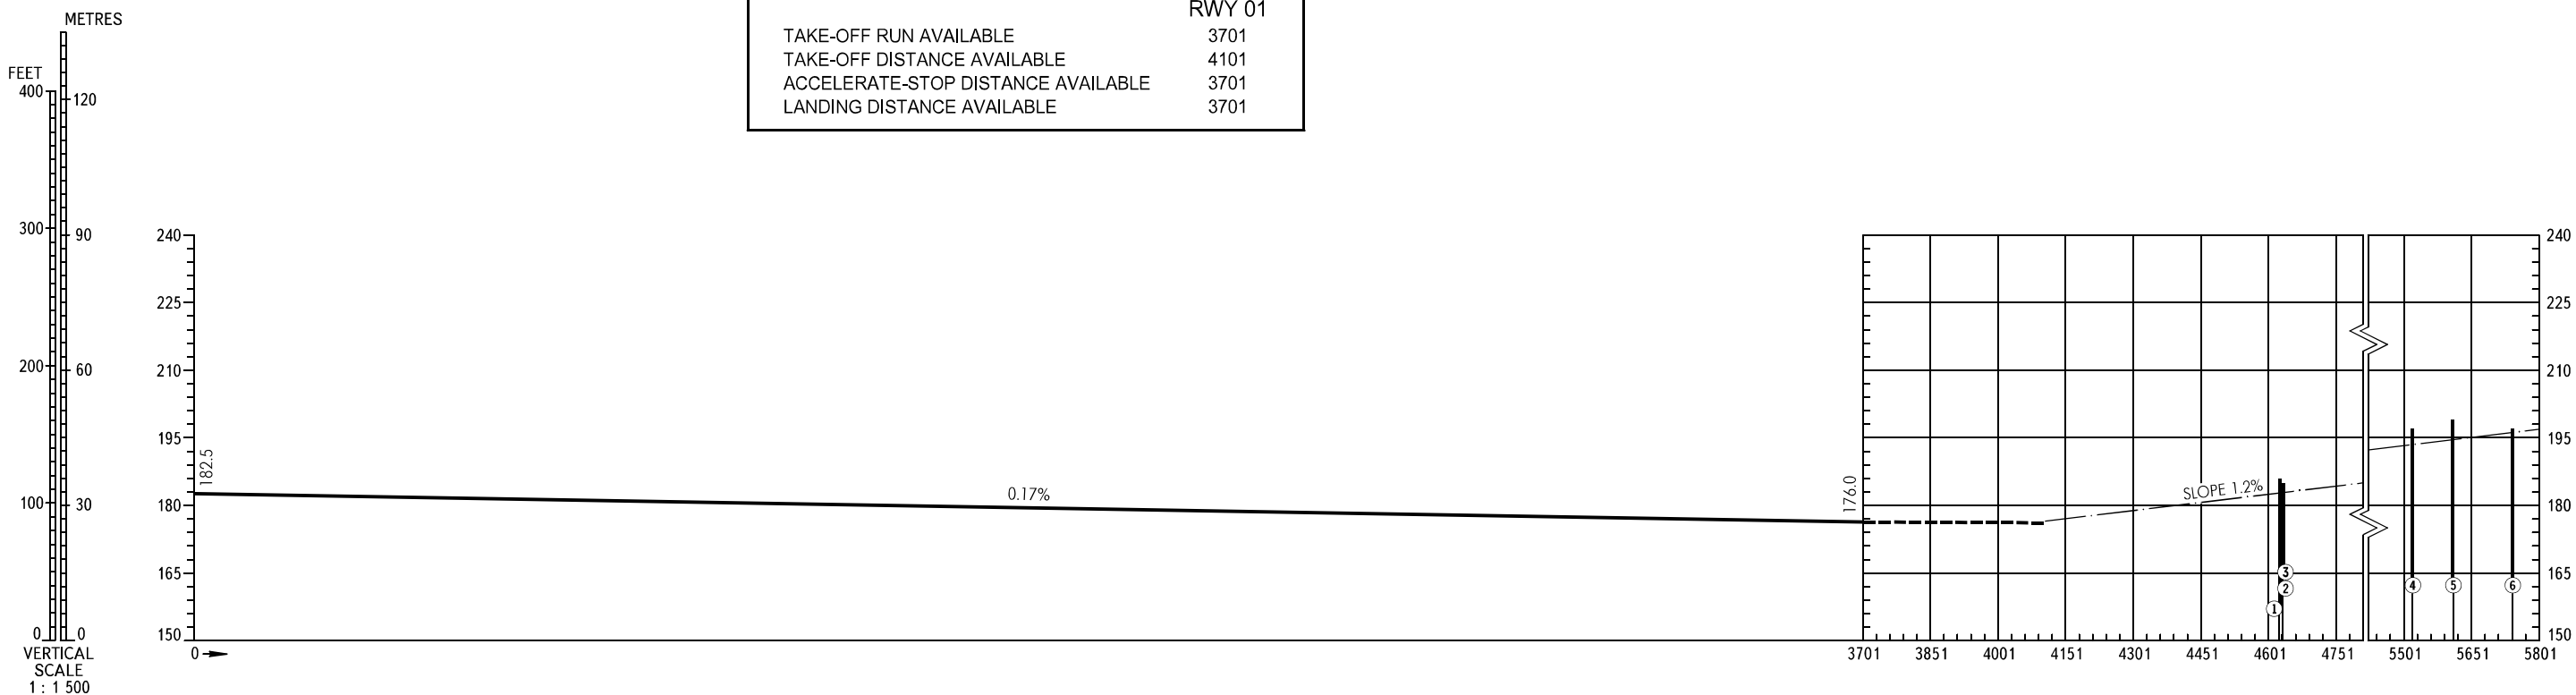 METRES
FEET
400
120
300
90
200
60
100
30
0
0
VERTICAL
SCALE
1 : 1 500
RWY 01
TAKE-OFF RUN AVAILABLE 3701
TAKE-OFF DISTANCE AVAILABLE 4101
ACCELERATE-STOP DISTANCE AVAILABLE 3701
LANDING DISTANCE AVAILABLE 3701
240
225
210
195
180
165
150
182.5
0.17%
176.0
SLOPE 1.2%
1
2
3
4
5
6
240
225
210
195
180
165
150
0
3701 3851 4001 4151 4301 4451 4601 4751 5501 5651 5801